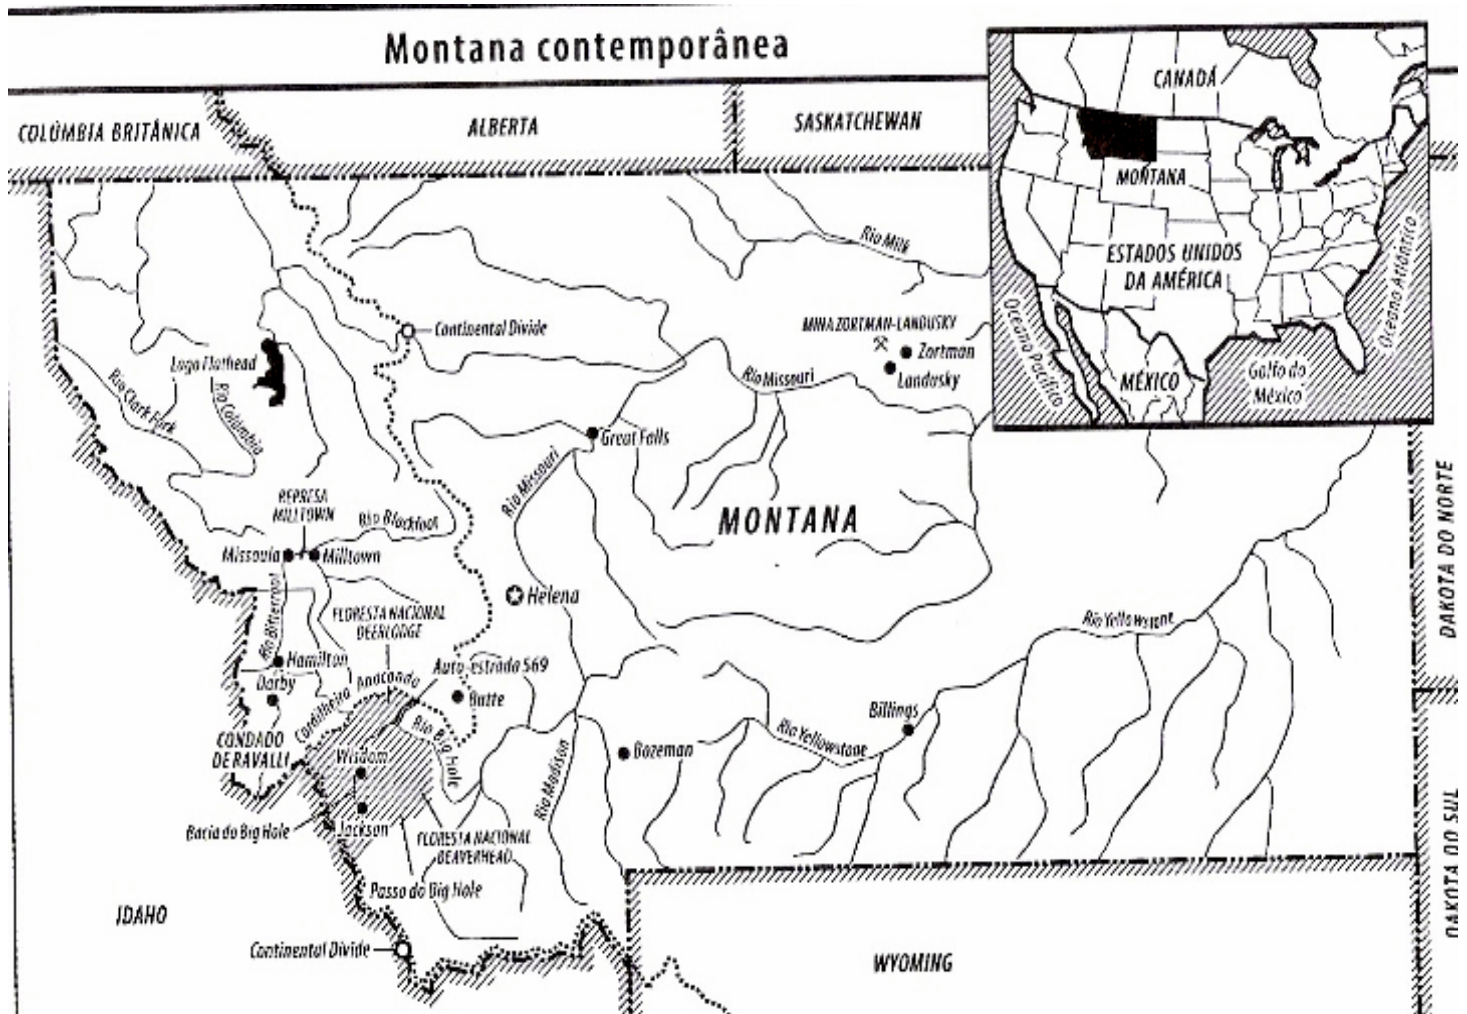 Montana contemporânea
COLÚMBIA BRITÂNICA
ALBERTA
SASKATCHEWAN
CANADÁ
MONTANA
ESTADOS UNIDOS
DA AMÉRICA
Oceano Pacífico
MÉXICO
Golfo do
México
Oceano Atlântico
Rio Milk
MINA ZORTMAN-LANDUSKY
Zortman
Landusky
Continental Divide
Lago Flathead
Rio Clark Fork
Rio Columbia
Rio Missouri
Great Falls
Rio Missouri
MONTANA
REPRESA
MILLTOWN
Rio Blackfoot
Missoula
Milltown
Helena
FLORESTA NACIONAL
DEERLODGE
Rio Bitterroot
Hamilton
Darby
Auto-estrada 569
Cordilheira Anaconda
Butte
CONDADO
DE RAVALLI
Rio Big Hole
Wisdom
Jackson
Bacia do Big Hole
FLORESTA NACIONAL
BEAVERHEAD
Passo do Big Hole
Rio Madison
Bozeman
Rio Yellowstone
Billings
Rio Yellowstone
DAKOTA DO NORTE
DAKOTA DO SUL
IDAHO
Continental Divide
WYOMING